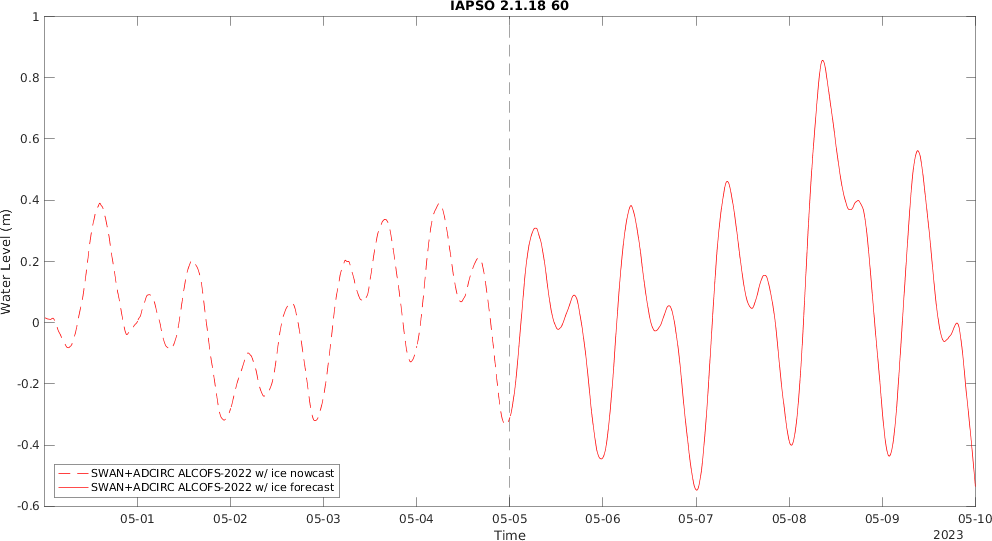 IAPSO 2.1.18 60
1
0.8
0.6
0.4
0.2
0
-0.2
-0.4
-0.6
Water Level (m)
SWAN+ADCIRC ALCOFS-2022 w/ ice nowcast
SWAN+ADCIRC ALCOFS-2022 w/ ice forecast
05-01 05-02 05-03 05-04 05-05 05-06 05-07 05-08 05-09 05-10
Time
2023